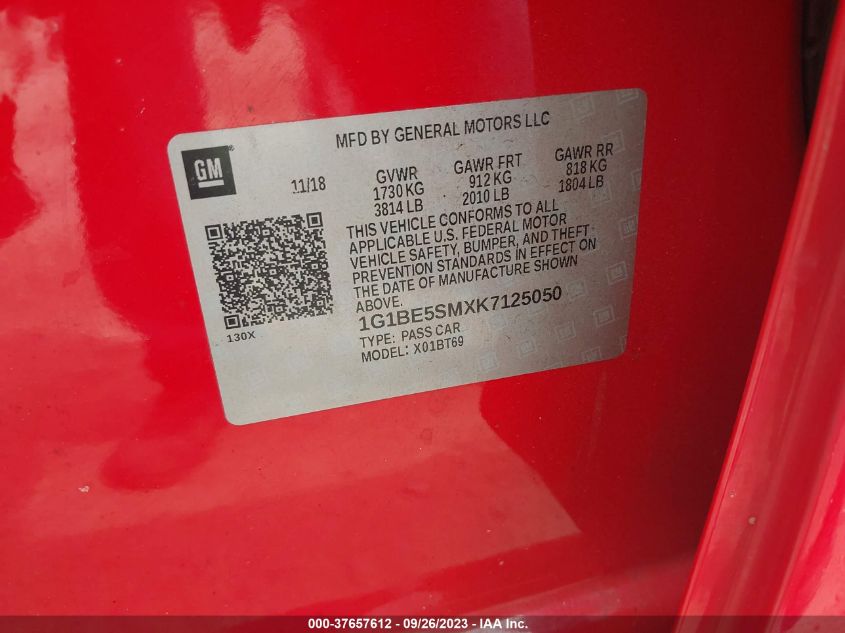 MFD BY GENERAL MOTORS LLC
GM
11/18
GVWR GAWR FRT GAWR RR
1730 KG 912 KG 818 KG
3814 LB 2010 LB 1804 LB
THIS VEHICLE CONFORMS TO ALL
APPLICABLE U.S. FEDERAL MOTOR
VEHICLE SAFETY, BUMPER, AND THEFT
PREVENTION STANDARDS IN EFFECT ON
THE DATE OF MANUFACTURE SHOWN
ABOVE.
130X
1G1BE5SMXK7125050
TYPE: PASS CAR
MODEL: X01BT69
000-37657612 - 09/26/2023 - IAA Inc.